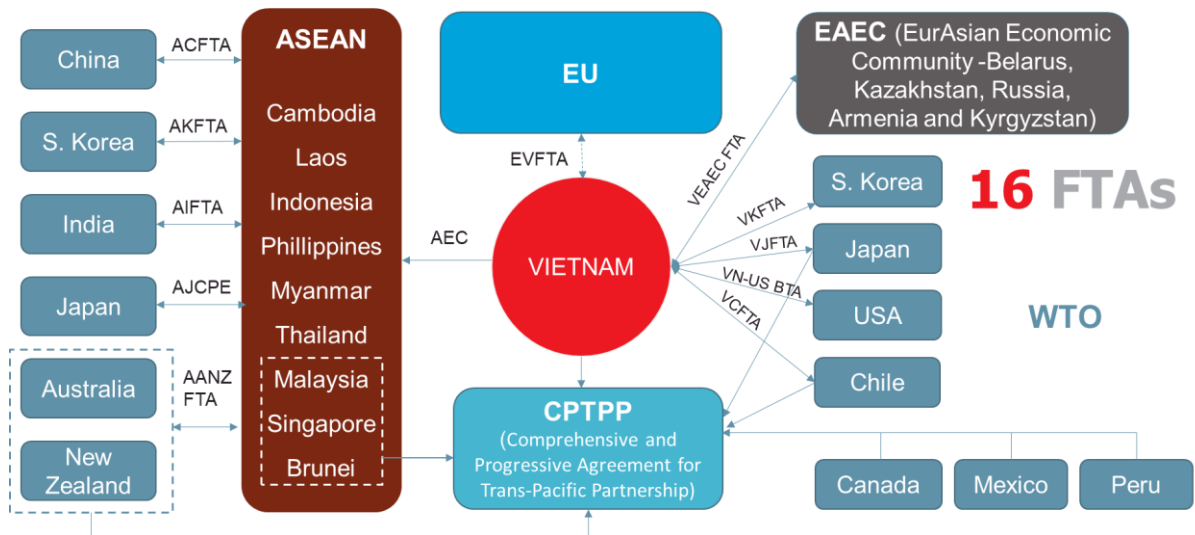 China
ACFTA
S. Korea
AKFTA
India
AIFTA
Japan
AJCPE
Australia
New
Zealand
AANZ
FTA
ASEAN
Cambodia
Laos
Indonesia
Phillippines
Myanmar
Thailand
Malaysia
Singapore
Brunei
EU
EVFTA
AEC
VIETNAM
CPTPP
(Comprehensive and
Progressive Agreement for
Trans-Pacific Partnership)
EAEC (EurAsian Economic
Community -Belarus,
Kazakhstan, Russia,
Armenia and Kyrgyzstan)
VEAEC FTA
VKFTA
VJFTA
VN-US BTA
VCFTA
S. Korea
Japan
USA
Chile
16 FTAs
WTO
Canada
Mexico
Peru